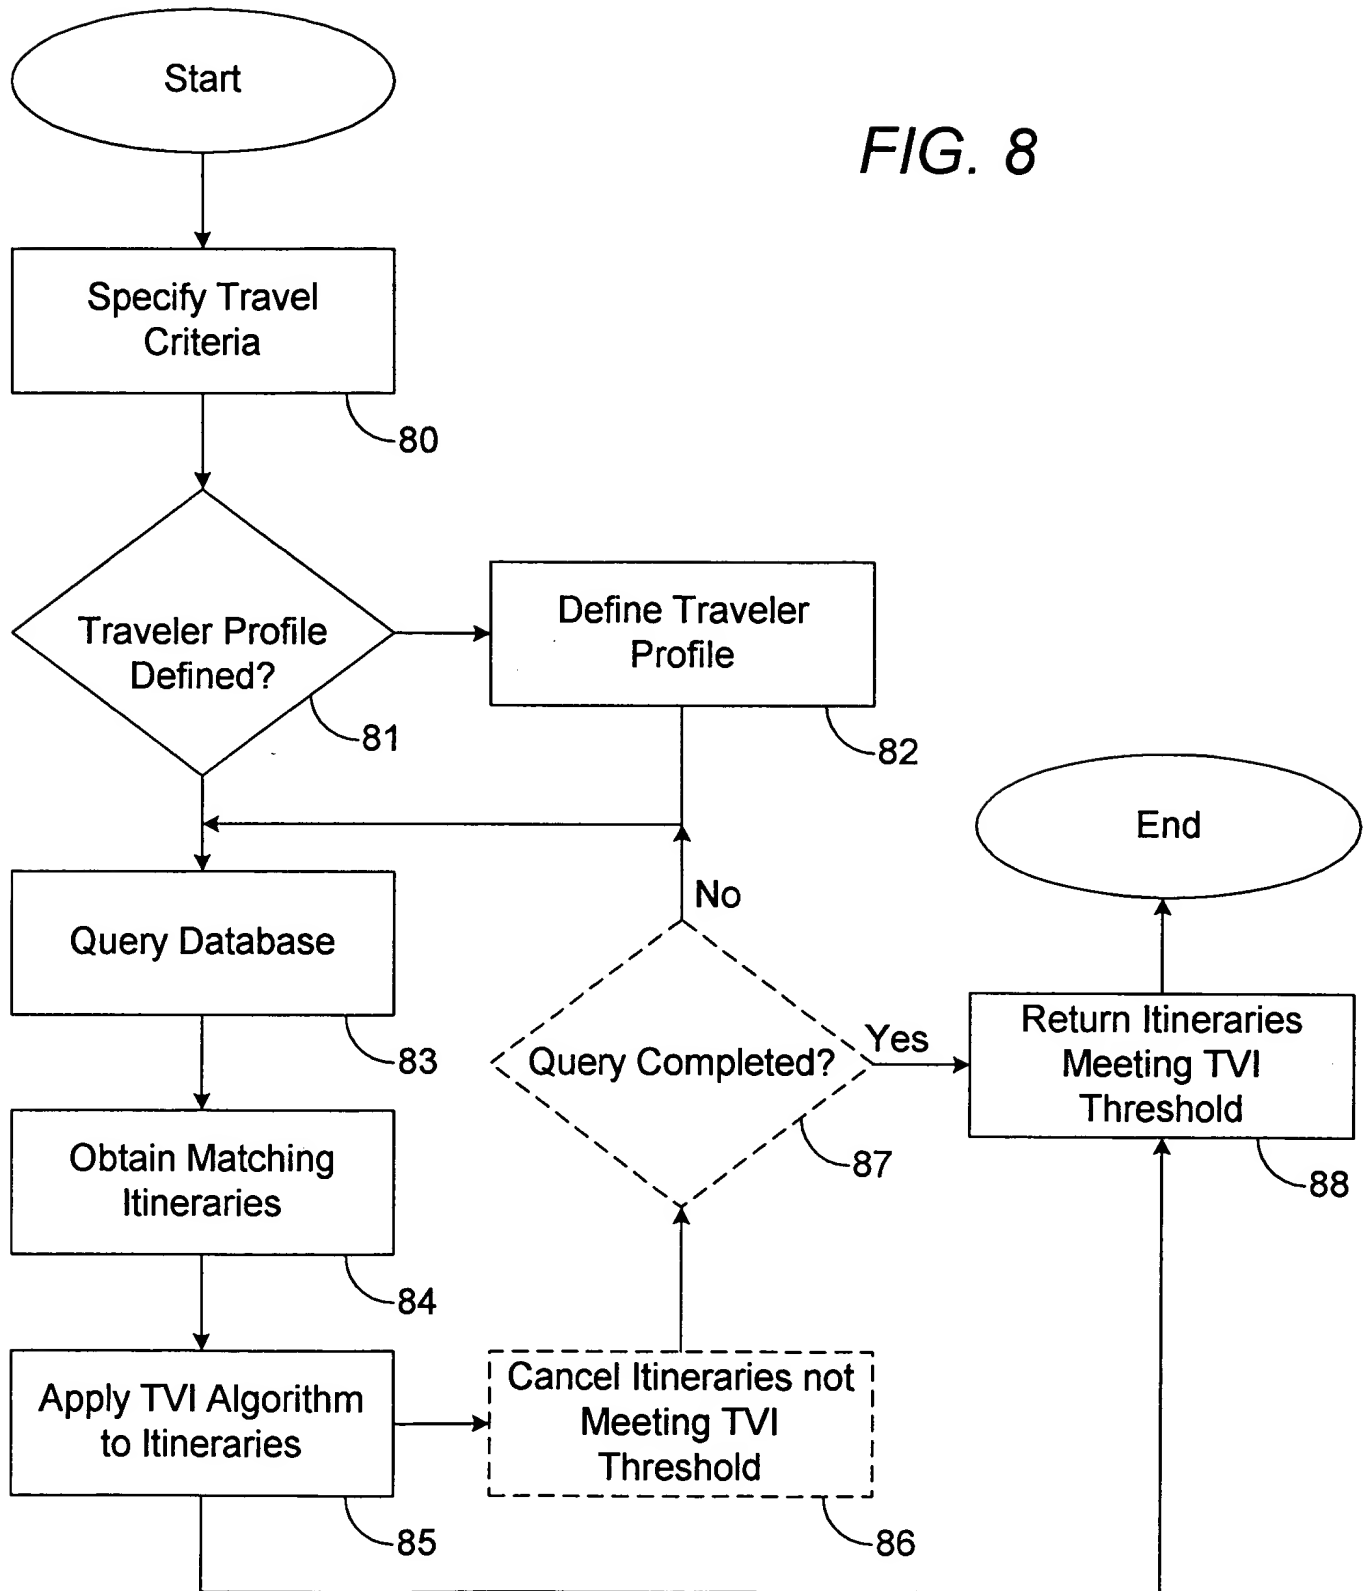 Start
FIG. 8
Specify Travel
Criteria
80
Traveler Profile
Defined?
81
Define Traveler
Profile
82
End
No
Query Database
83
Query Completed?
Yes
87
Return Itineraries
Meeting TVI
Threshold
88
Obtain Matching
Itineraries
84
Apply TVI Algorithm
to Itineraries
85
Cancel Itineraries not
Meeting TVI
Threshold
86